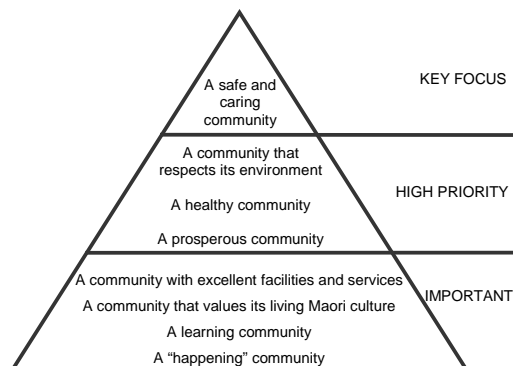 A safe and
caring
community
KEY FOCUS
A community that
respects its environment
A healthy community
A prosperous community
HIGH PRIORITY
A community with excellent facilities and services
A community that values its living Maori culture
A learning community
A “happening” community
IMPORTANT